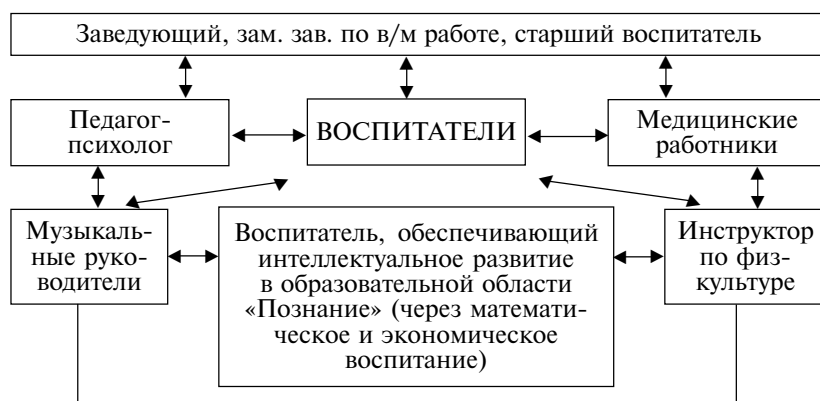 Заведующий, зам. зав. по в/м работе, старший воспитатель
Педагог-
психолог
ВОСПИТАТЕЛИ
Медицинские
работники
Музыкаль-
ные руко-
водители
Воспитатель, обеспечивающий
интеллектуальное развитие
в образовательной области
«Познание» (через математи-
ческое и экономическое
воспитание)
Инструктор
по физ-
культуре